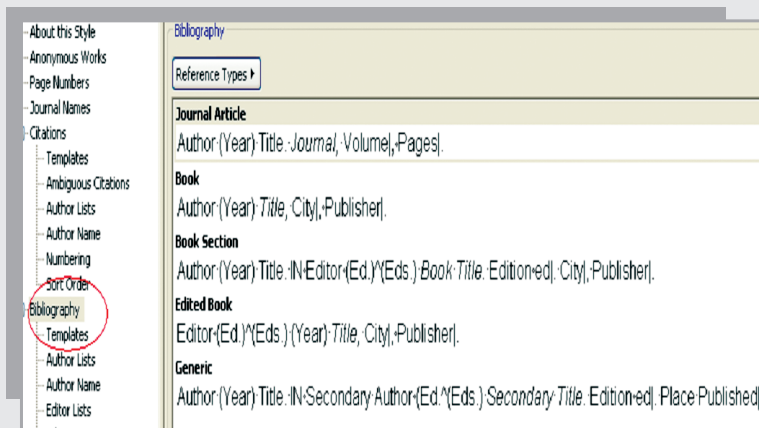 About this Style
Anonymous Works
Page Numbers
Journal Names
Citations
Templates
Ambiguous Citations
Author Lists
Author Name
Numbering
Sort Order
Bibliography
Templates
Author Lists
Author Name
Editor Lists
Bibliography
Reference Types
Journal Article
Author·(Year)·Title.·Journal,·Volume|,·Pages|.
Book
Author·(Year)·Title,·City|,·Publisher|.
Book Section
Author·(Year)·Title.·IN·Editor·(Ed.)^(Eds.)·Book·Title.·Edition·ed|.·City|,·Publisher|.
Edited Book
Editor·(Ed.)^(Eds.)·(Year)·Title,·City|,·Publisher|.
Generic
Author·(Year)·Title.·IN·Secondary·Author·(Ed.^(Eds.)·Secondary·Title.·Edition·ed|.·Place·Published|